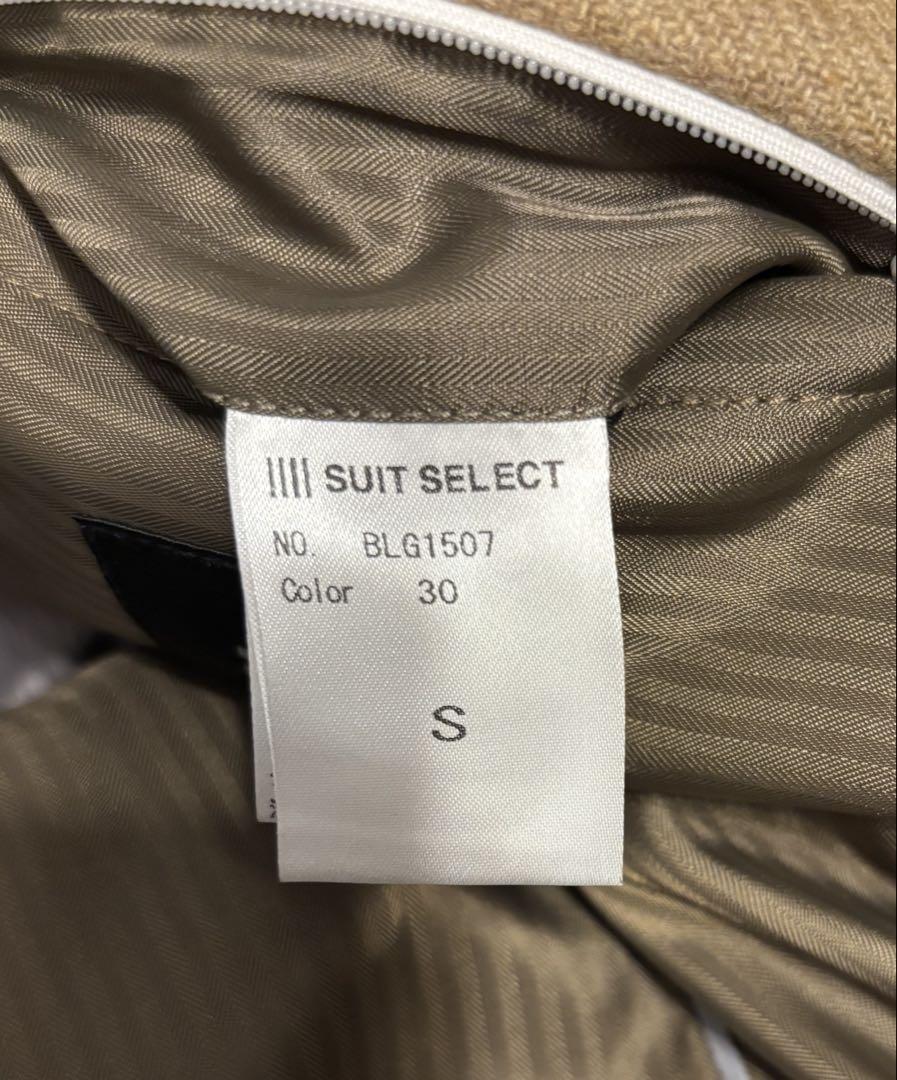 SUIT SELECT
NO. BLG1507
Color 30
S